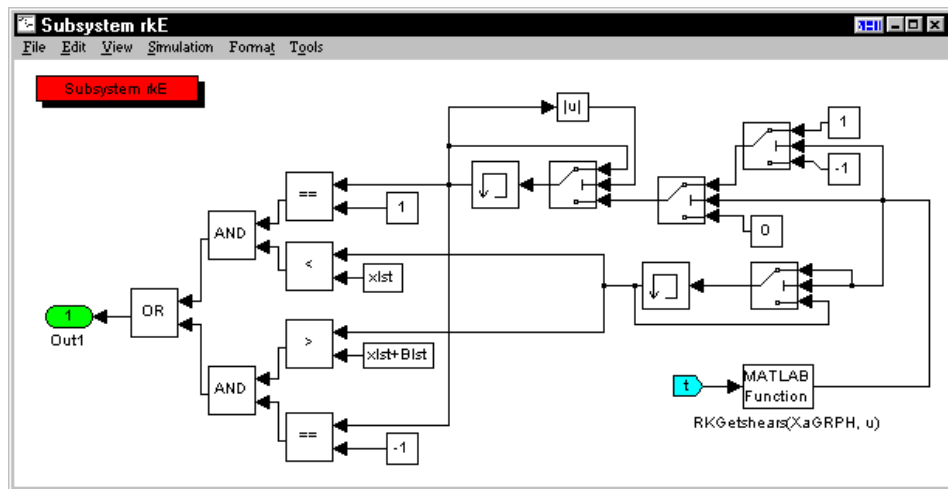 Subsystem rkE
File Edit View Simulation Format Tools
Subsystem rkE
|u|
1
-1
==
1
0
AND
<
xlst
1
OR
Out1
>
xlst+Blst
t
MATLAB
Function
AND
RKGetshears(XaGRPH, u)
==
-1